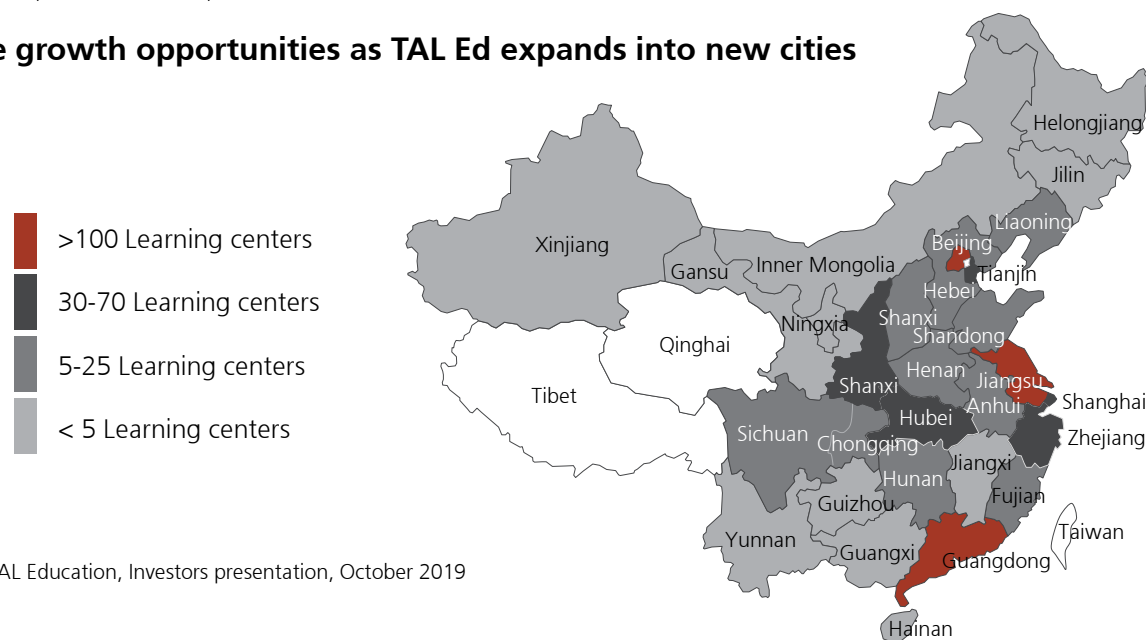 growth opportunities as TAL Ed expands into new cities
Helongjiang
Jilin
Liaoning
>100 Learning centers
Xinjiang
Beijing
Gansu
Inner Mongolia
Tianjin
30-70 Learning centers
Hebei
Ningxia
Shanxi
Shandong
Qinghai
5-25 Learning centers
Henan
Jiangsu
Tibet
Shanxi
Anhui
Shanghai
< 5 Learning centers
Sichuan
Hubei
Chongqing
Zhejiang
Jiangxi
Hunan
Guizhou
Fujian
Yunnan
Guangxi
Taiwan
Guangdong
AL Education, Investors presentation, October 2019
Hainan